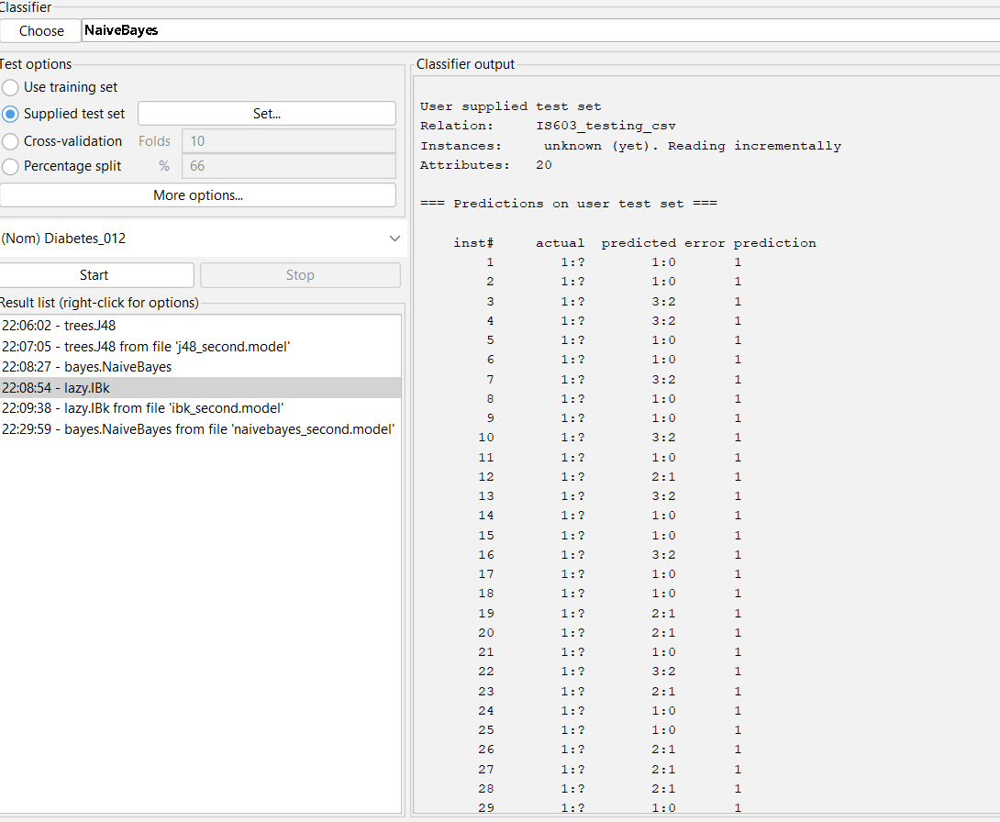 Classifier
Choose NaiveBayes
Test options
Use training set
Supplied test set Set...
Cross-validation Folds 10
Percentage split % 66
More options...
(Nom) Diabetes_012
Start Stop
Result list (right-click for options)
22:06:02 - trees.J48
22:07:05 - trees.J48 from file 'j48_second.model'
22:08:27 - bayes.NaiveBayes
22:08:54 - lazy.IBk
22:09:38 - lazy.IBk from file 'ibk_second.model'
22:29:59 - bayes.NaiveBayes from file 'naivebayes_second.model'
Classifier output
User supplied test set
Relation: IS603_testing_csv
Instances: unknown (yet). Reading incrementally
Attributes: 20
=== Predictions on user test set ===
inst# actual predicted error prediction
1 1:? 1:0 1
2 1:? 1:0 1
3 1:? 3:2 1
4 1:? 3:2 1
5 1:? 1:0 1
6 1:? 1:0 1
7 1:? 3:2 1
8 1:? 1:0 1
9 1:? 1:0 1
10 1:? 3:2 1
11 1:? 1:0 1
12 1:? 2:1 1
13 1:? 3:2 1
14 1:? 1:0 1
15 1:? 1:0 1
16 1:? 3:2 1
17 1:? 1:0 1
18 1:? 1:0 1
19 1:? 2:1 1
20 1:? 2:1 1
21 1:? 1:0 1
22 1:? 3:2 1
23 1:? 2:1 1
24 1:? 1:0 1
25 1:? 1:0 1
26 1:? 2:1 1
27 1:? 2:1 1
28 1:? 2:1 1
29 1:? 1:0 1